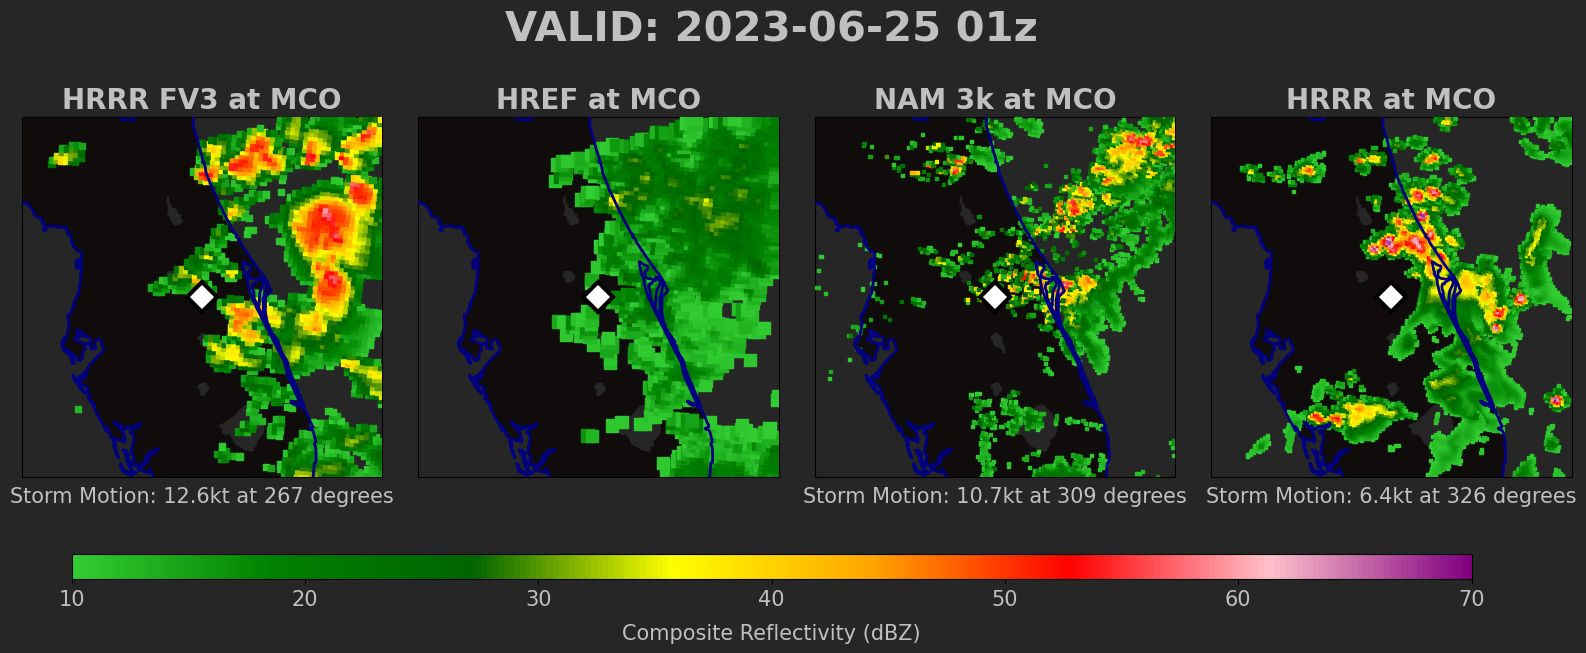 VALID: 2023-06-25 01z
HRRR FV3 at MCO
HREF at MCO
NAM 3k at MCO
HRRR at MCO
Storm Motion: 12.6kt at 267 degrees
Storm Motion: 10.7kt at 309 degrees
Storm Motion: 6.4kt at 326 degrees
10 20 30 40 50 60 70
Composite Reflectivity (dBZ)